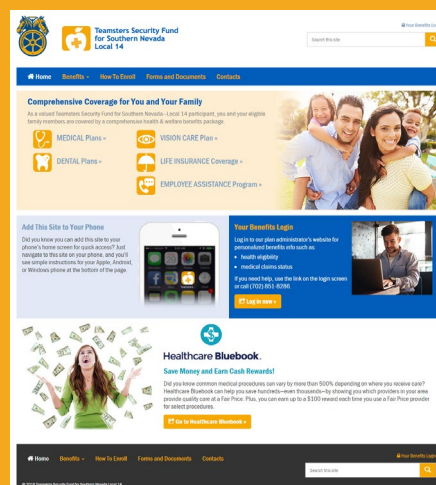 Your Benefits Lo
Teamsters Security Fund
for Southern Nevada
Local 14
Search this site
Home Benefits How To Enroll Forms and Documents Contacts
Comprehensive Coverage for You and Your Family
As a valued Teamsters Security Fund for Southern Nevada—Local 14 participant, you and your eligible
family members are covered by a comprehensive health & welfare benefits package.
MEDICAL Plans »
VISION CARE Plan »
DENTAL Plans »
LIFE INSURANCE Coverage »
EMPLOYEE ASSISTANCE Program »
Add This Site to Your Phone
Did you know you can add this site to your
phone's home screen for quick access? Just
navigate to this site on your phone, and you'll
see simple instructions for your Apple, Android,
or Windows phone at the bottom of the page.
Your Benefits Login
Log in to our plan administrator's website for
personalized benefits info such as:
• health eligibility
• medical claims status
If you need help, use the link on the login screen
or call (702) 851-8286.
Log in now »
Healthcare Bluebook.
Save Money and Earn Cash Rewards!
Did you know common medical procedures can vary by more than 500% depending on where you receive care?
Healthcare Bluebook can help you save hundreds—even thousands—by showing you which providers in your area
provide quality care at a Fair Price. Plus, you can earn up to a $100 reward each time you use a Fair Price provider
for select procedures.
Go to Healthcare Bluebook »
Home Benefits How To Enroll Forms and Documents Contacts
Your Benefits Login
Search this site
Teamsters Security Fund for Southern Nevada Local 14